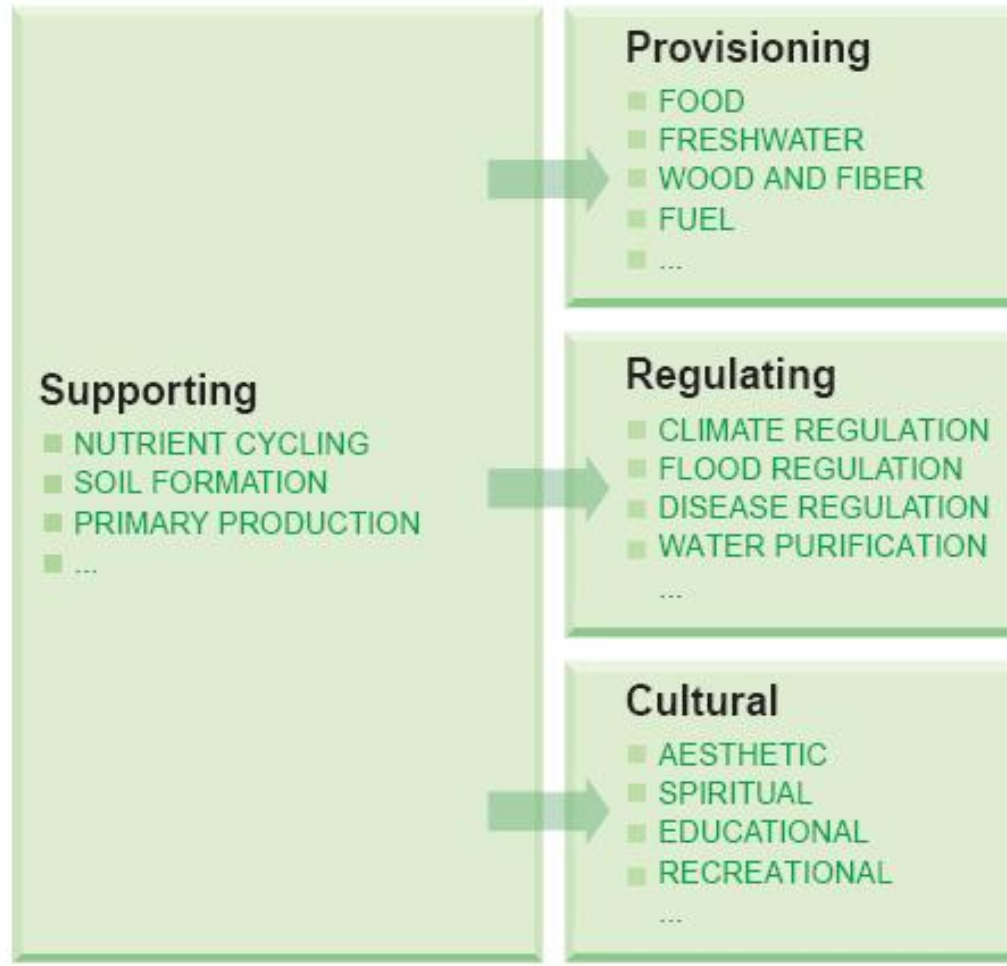 Supporting
NUTRIENT CYCLING
SOIL FORMATION
PRIMARY PRODUCTION
...
Provisioning
FOOD
FRESHWATER
WOOD AND FIBER
FUEL
...
Regulating
CLIMATE REGULATION
FLOOD REGULATION
DISEASE REGULATION
WATER PURIFICATION
...
Cultural
AESTHETIC
SPIRITUAL
EDUCATIONAL
RECREATIONAL
...